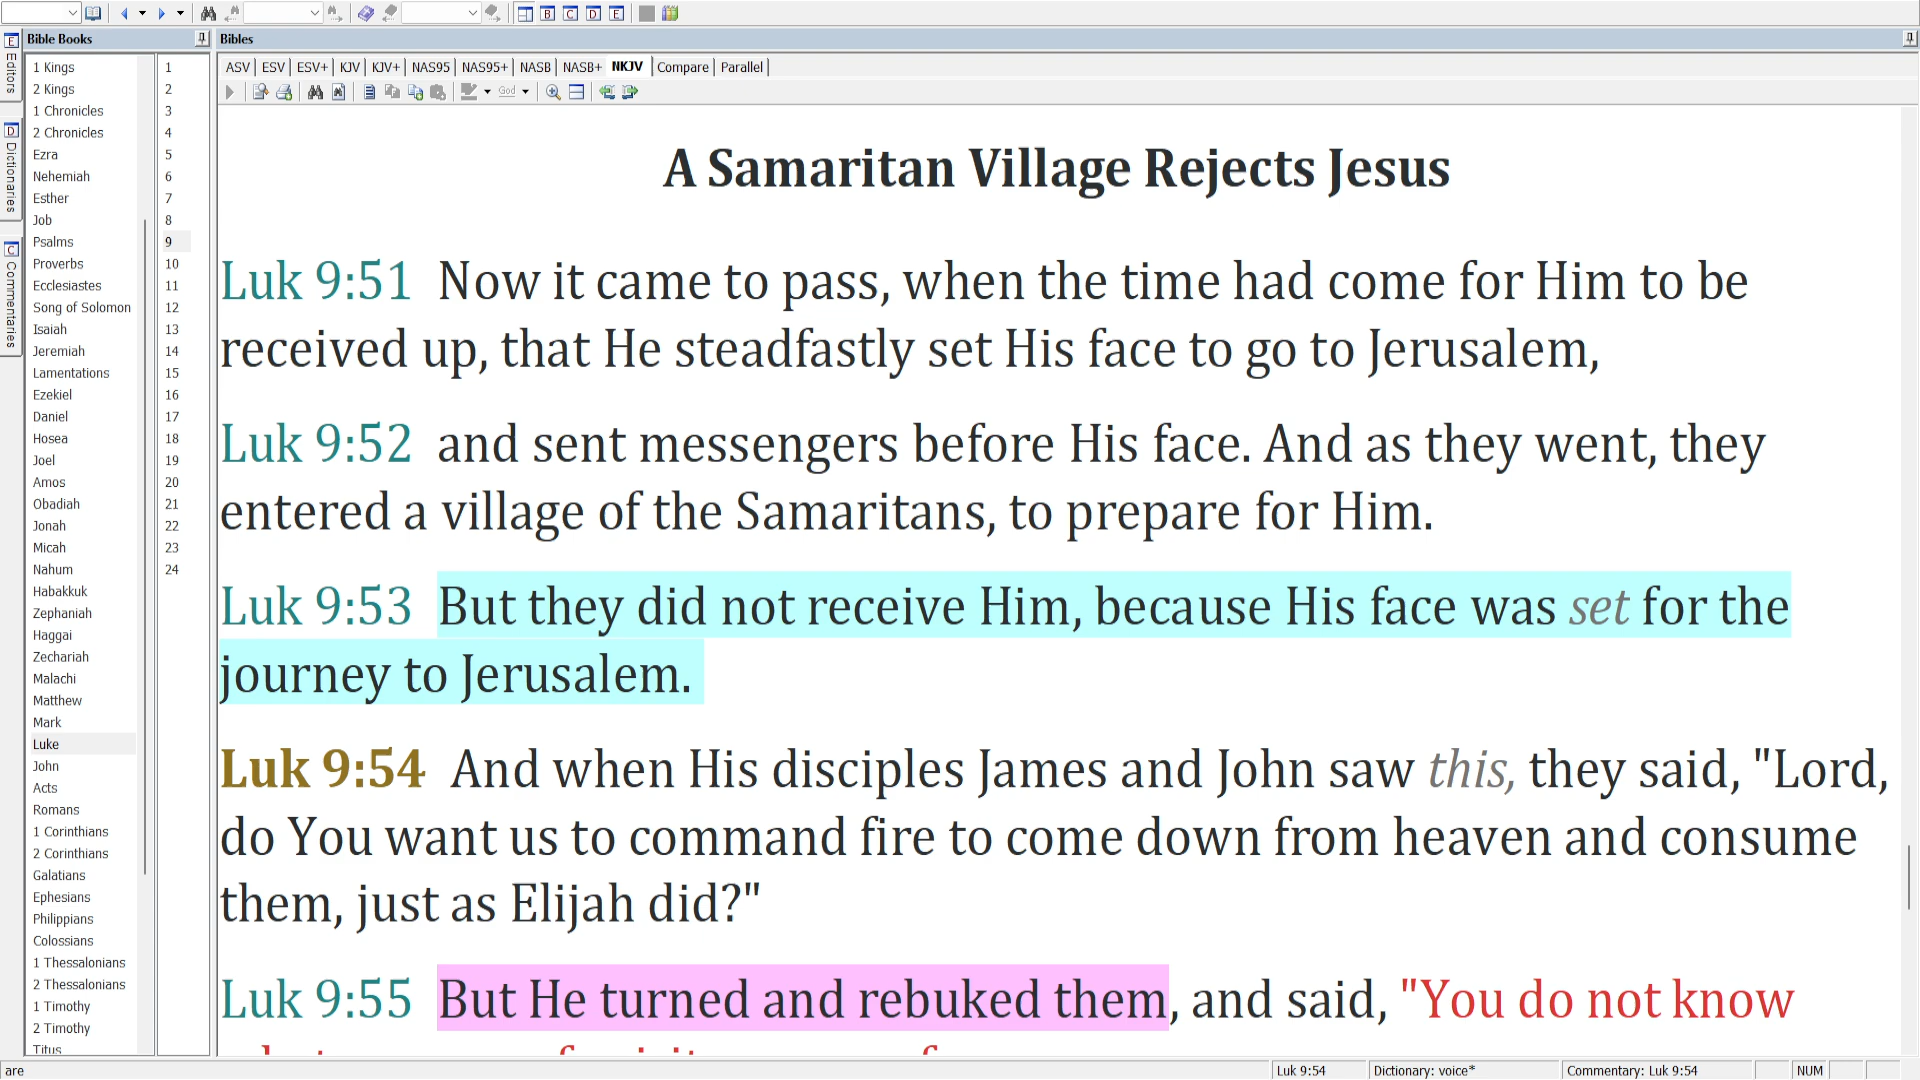 B C D E
Bible Books
Bibles
E Editors
D Dictionaries
C Commentaries
ASV ESV ESV+ KJV KJV+ NAS95 NAS95+ NASB NASB+ NKJV Compare Parallel
God
1 Kings
2 Kings
1 Chronicles
2 Chronicles
Ezra
Nehemiah
Esther
Job
Psalms
Proverbs
Ecclesiastes
Song of Solomon
Isaiah
Jeremiah
Lamentations
Ezekiel
Daniel
Hosea
Joel
Amos
Obadiah
Jonah
Micah
Nahum
Habakkuk
Zephaniah
Haggai
Zechariah
Malachi
Matthew
Mark
Luke
John
Acts
Romans
1 Corinthians
2 Corinthians
Galatians
Ephesians
Philippians
Colossians
1 Thessalonians
2 Thessalonians
1 Timothy
2 Timothy
Titus
1
2
3
4
5
6
7
8
9
10
11
12
13
14
15
16
17
18
19
20
21
22
23
24
A Samaritan Village Rejects Jesus
Luk 9:51 Now it came to pass, when the time had come for Him to be
received up, that He steadfastly set His face to go to Jerusalem,
Luk 9:52 and sent messengers before His face. And as they went, they
entered a village of the Samaritans, to prepare for Him.
Luk 9:53 But they did not receive Him, because His face was set for the
journey to Jerusalem.
Luk 9:54 And when His disciples James and John saw this, they said, "Lord,
do You want us to command fire to come down from heaven and consume
them, just as Elijah did?"
Luk 9:55 But He turned and rebuked them, and said, "You do not know
are
Luk 9:54
Dictionary: voice*
Commentary: Luk 9:54
NUM